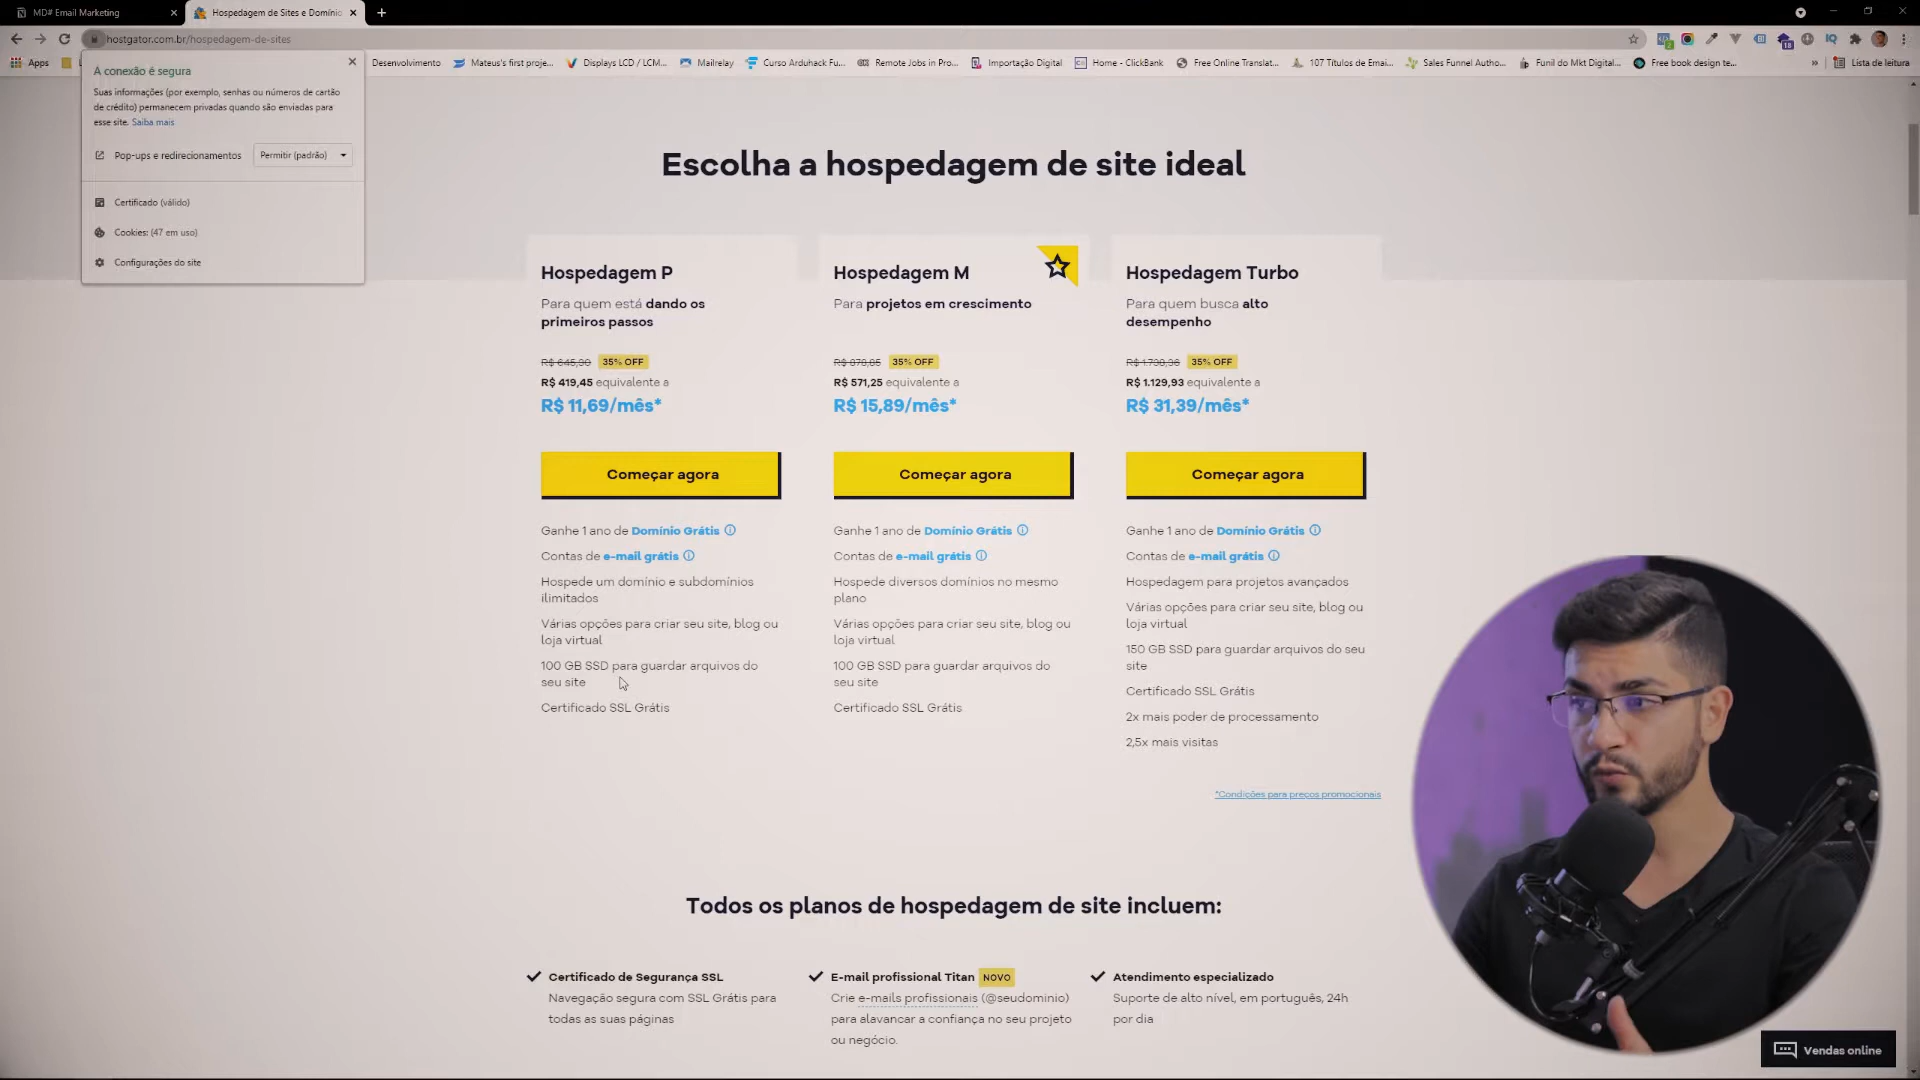 MD# Email Marketing
Hospedagem de Sites e Domínio
hostgator.com.br/hospedagem-de-sites
Apps
Desenvolvimento
Mateus's first proje...
Displays LCD / LCM...
Mailrelay
Curso Arduhack Fu...
Remote Jobs in Pro...
Importação Digital
Home - ClickBank
Free Online Translat...
107 Títulos de Emai...
Sales Funnel Autho...
Funil do Mkt Digital...
Free book design te...
»
Lista de leitura
A conexão é segura
Suas informações (por exemplo, senhas ou números de cartão
de crédito) permanecem privadas quando são enviadas para
esse site. Saiba mais
Pop-ups e redirecionamentos
Permitir (padrão)
Certificado (válido)
Cookies: (47 em uso)
Configurações do site
Escolha a hospedagem de site ideal
Hospedagem P
Para quem está dando os
primeiros passos
R$ 645,30 35% OFF
R$ 419,45 equivalente a
R$ 11,69/mês*
Começar agora
Ganhe 1 ano de Domínio Grátis
Contas de e-mail grátis
Hospede um domínio e subdomínios
ilimitados
Várias opções para criar seu site, blog ou
loja virtual
100 GB SSD para guardar arquivos do
seu site
Certificado SSL Grátis
Hospedagem M
Para projetos em crescimento
R$ 878,85 35% OFF
R$ 571,25 equivalente a
R$ 15,89/mês*
Começar agora
Ganhe 1 ano de Domínio Grátis
Contas de e-mail grátis
Hospede diversos domínios no mesmo
plano
Várias opções para criar seu site, blog ou
loja virtual
100 GB SSD para guardar arquivos do
seu site
Certificado SSL Grátis
Hospedagem Turbo
Para quem busca alto
desempenho
R$ 1.738,36 35% OFF
R$ 1.129,93 equivalente a
R$ 31,39/mês*
Começar agora
Ganhe 1 ano de Domínio Grátis
Contas de e-mail grátis
Hospedagem para projetos avançados
Várias opções para criar seu site, blog ou
loja virtual
150 GB SSD para guardar arquivos do seu
site
Certificado SSL Grátis
2x mais poder de processamento
2,5x mais visitas
*Condições para preços promocionais
Todos os planos de hospedagem de site incluem:
Certificado de Segurança SSL
Navegação segura com SSL Grátis para
todas as suas páginas
E-mail profissional Titan NOVO
Crie e-mails profissionais (@seudominio)
para alavancar a confiança no seu projeto
ou negócio.
Atendimento especializado
Suporte de alto nível, em português, 24h
por dia
Vendas online